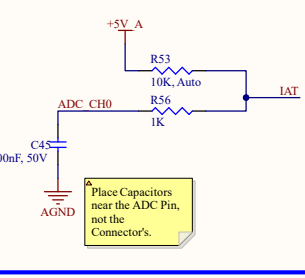 +5V_A
R53
10K, Auto
IAT
ADC_CH0
R56
1K
C45
00nF, 50V
AGND
Place Capacitors
near the ADC Pin,
not the
Connector's.